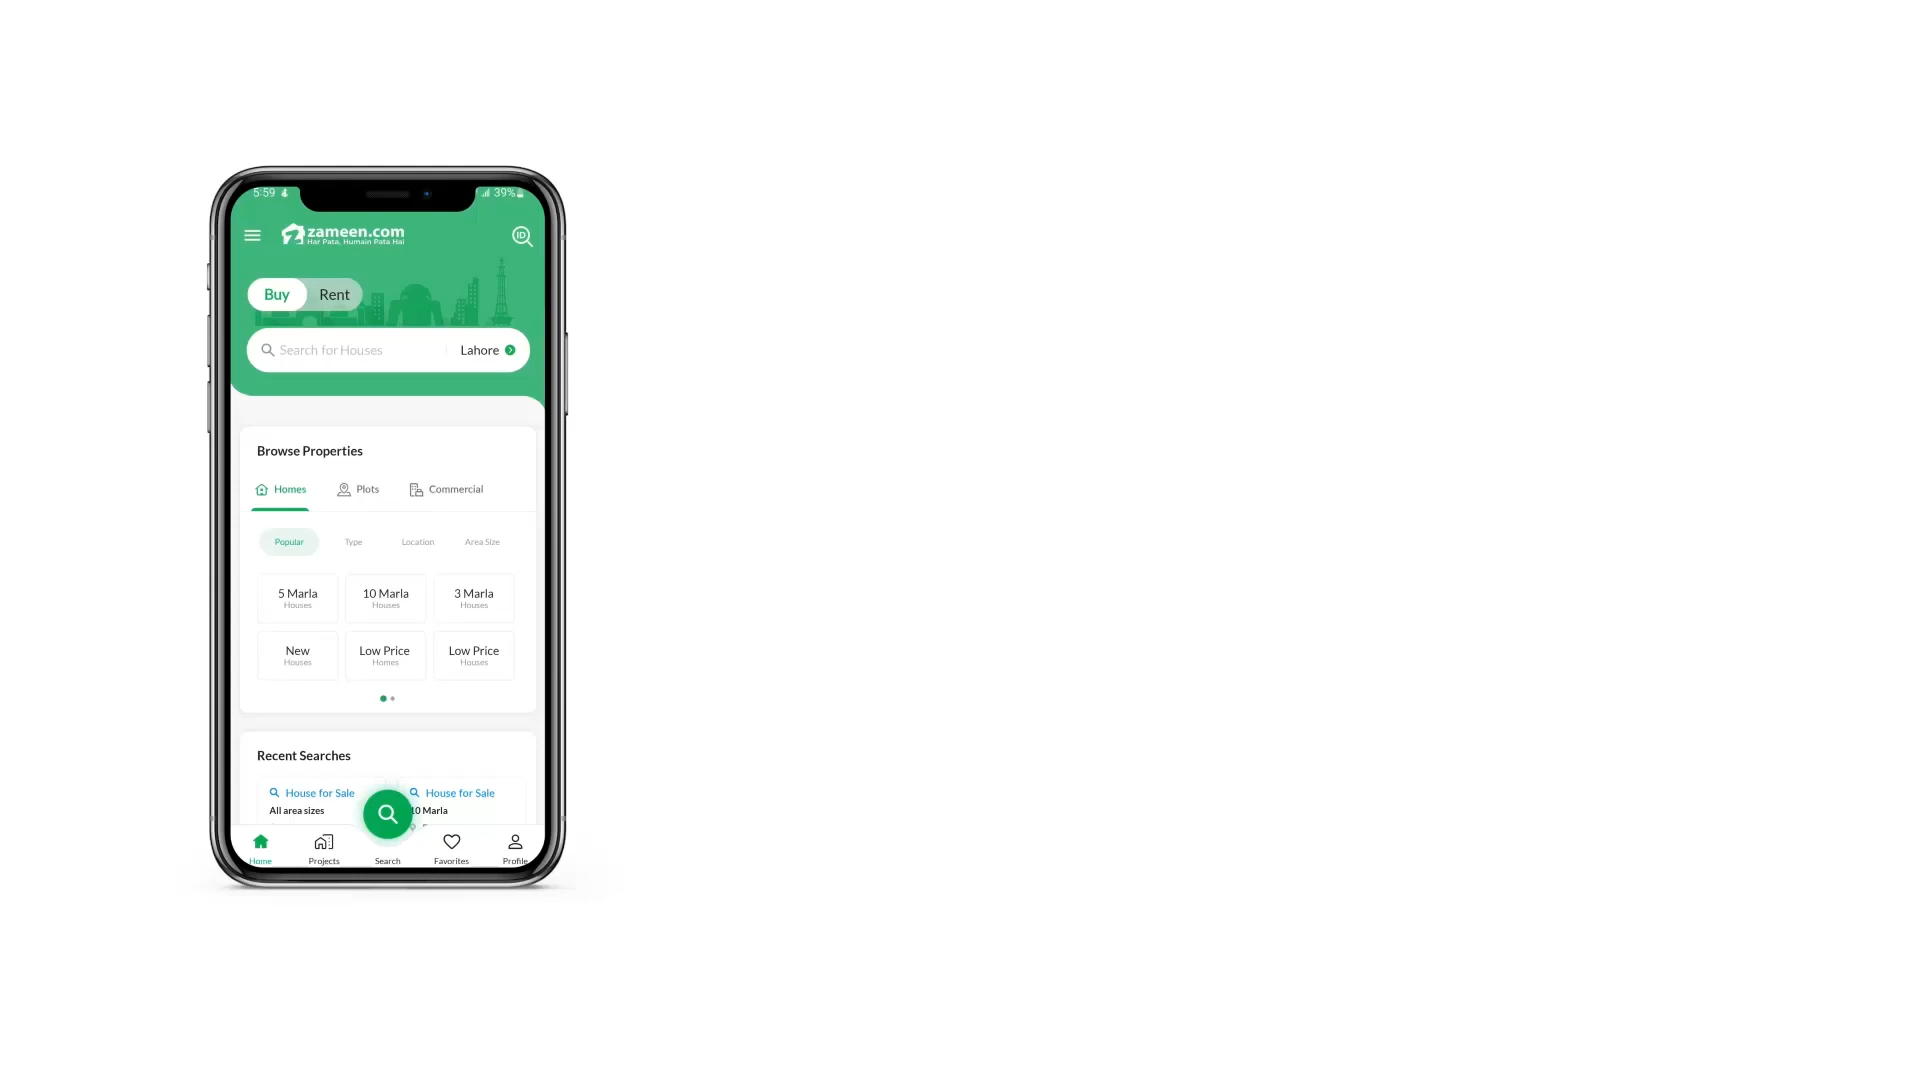 5:59
39%
zameen.com
Har Pata, Humain Pata Hai
ID
Buy Rent
Search for Houses Lahore
Browse Properties
Homes Plots Commercial
Popular Type Location Area Size
5 Marla 10 Marla 3 Marla
Houses Houses Houses
New Low Price Low Price
Houses Homes Houses
Recent Searches
House for Sale House for Sale
All area sizes 10 Marla
Home Projects Search Favorites Profile